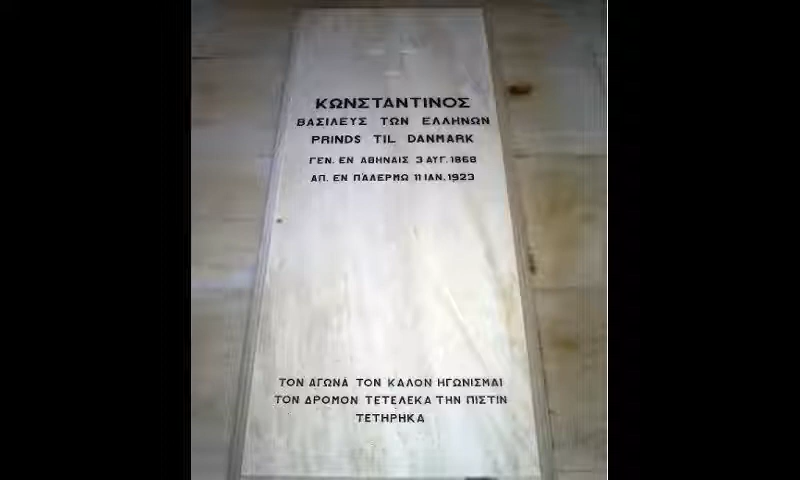 ΚΩΝΣΤΑΝΤΙΝΟΣ
ΒΑΣΙΛΕΥΣ ΤΩΝ ΕΛΛΗΝΩΝ
PRINDS TIL DANMARK
ΓΕΝ. ΕΝ ΑΘΗΝΑΙΣ 3 ΑΥΓ. 1868
ΑΠ. ΕΝ ΠΑΛΕΡΜΩ 11 ΙΑΝ. 1923
ΤΟΝ ΑΓΩΝΑ ΤΟΝ ΚΑΛΟΝ ΗΓΩΝΙΣΜΑΙ
ΤΟΝ ΔΡΟΜΟΝ ΤΕΤΕΛΕΚΑ ΤΗΝ ΠΙΣΤΙΝ
ΤΕΤΗΡΗΚΑ